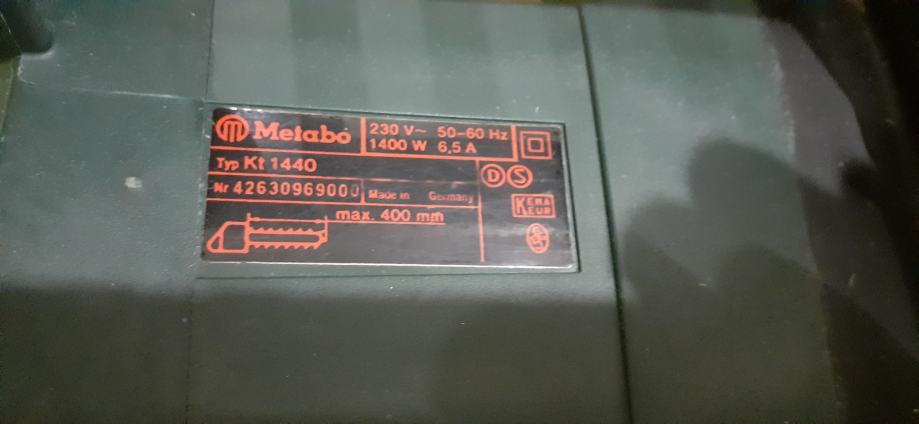 Metabo
230 V~ 50-60 Hz
1400 W 6,5 A
Typ Kt 1440
Nr 42630969000
Made in Germany
D S
max. 400 mm
KEMA
KEUR